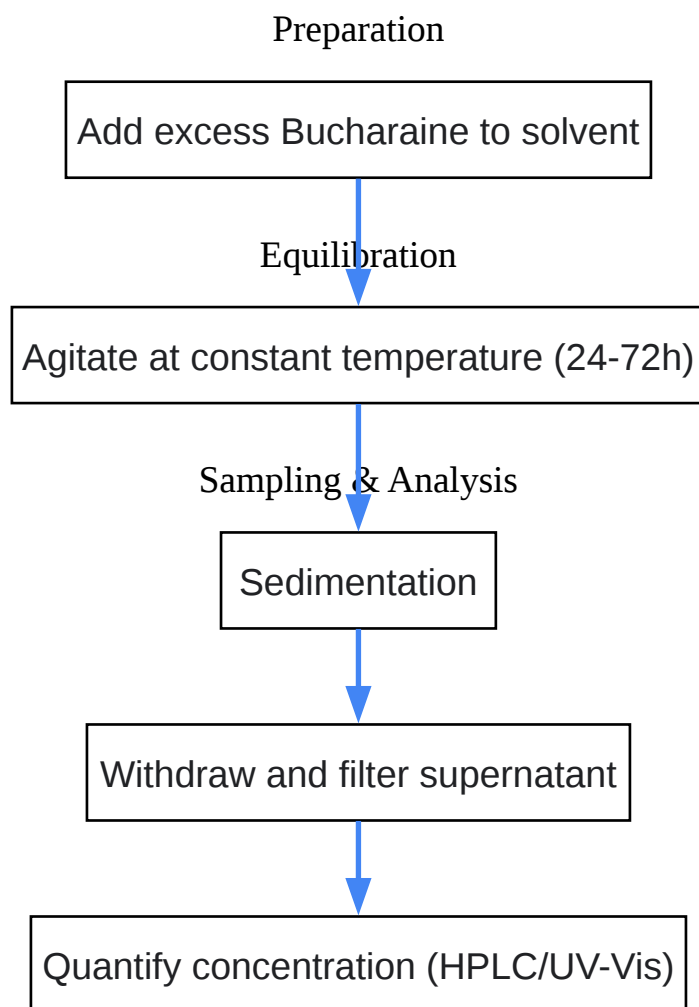 Preparation
Add excess Bucharaine to solvent
Equilibration
Agitate at constant temperature (24-72h)
Sampling & Analysis
Sedimentation
Withdraw and filter supernatant
Quantify concentration (HPLC/UV-Vis)